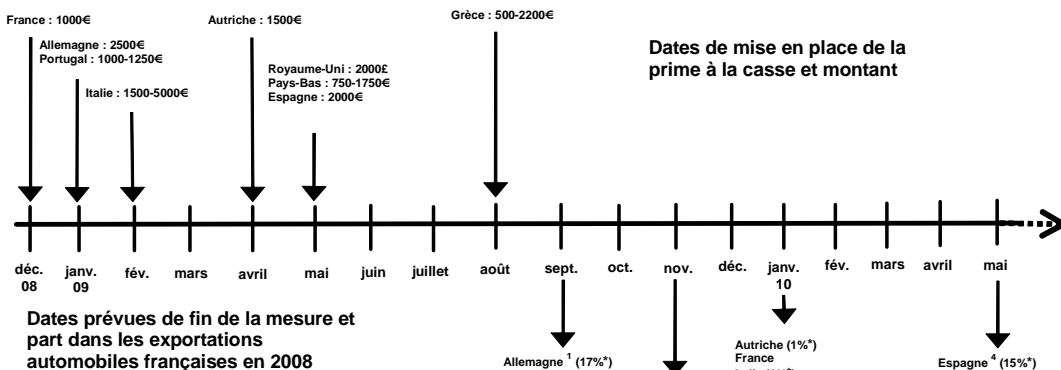 France : 1000€
Allemagne : 2500€
Portugal : 1000-1250€
Italie : 1500-5000€
Autriche : 1500€
Royaume-Uni : 2000£
Pays-Bas : 750-1750€
Espagne : 2000€
Grèce : 500-2200€
Dates de mise en place de la
prime à la casse et montant
déc. janv. fév. mars avril mai juin juillet août sept. oct. nov. déc. janv. fév. mars avril mai
08 09 10
Dates prévues de fin de la mesure et
part dans les exportations
automobiles françaises en 2008
Allemagne ¹ (17%*)
Autriche (1%*)
France
Espagne ⁴ (15%*)